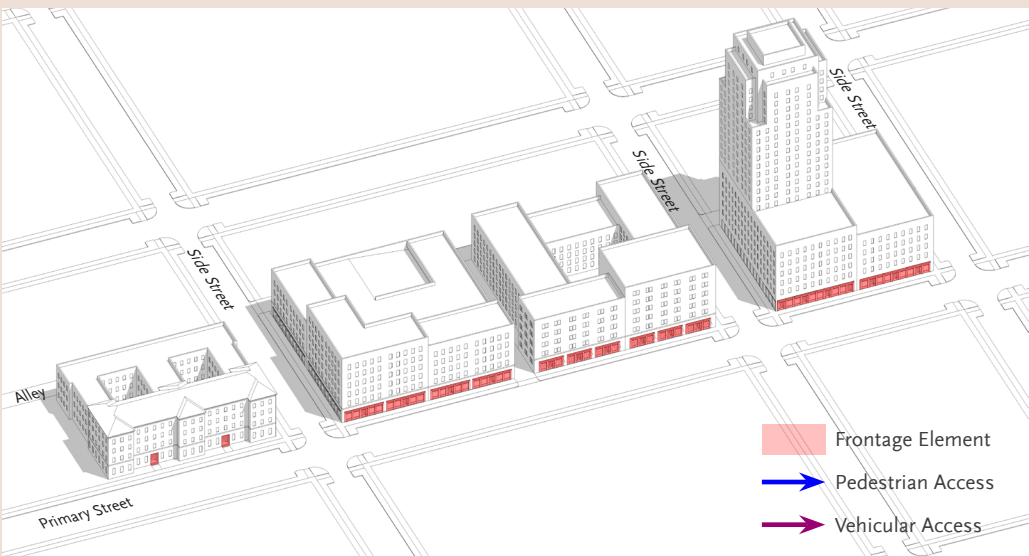 Side Street
Side Street
Side Street
Alley
Primary Street
Frontage Element
Pedestrian Access
Vehicular Access